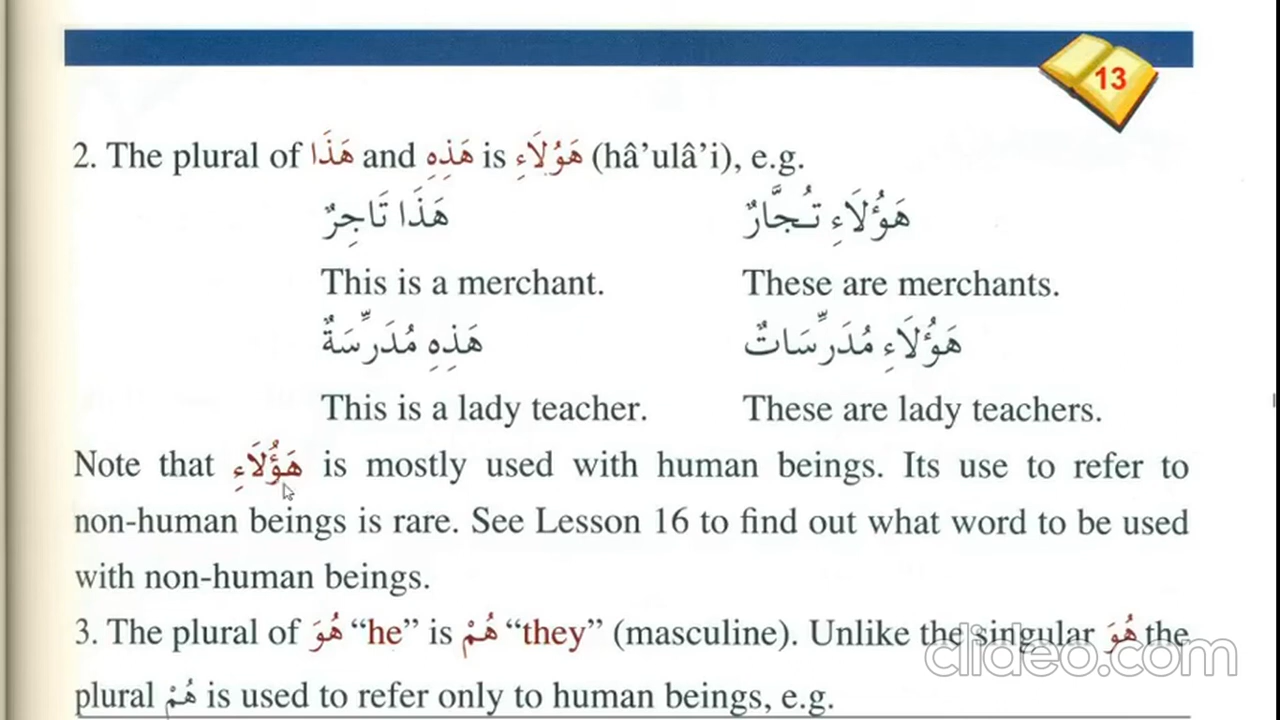 13
2. The plural of هَذَا and هَذِهِ is هَؤُلَاءِ (hâ’ulâ’i), e.g.
هَذَا تَاجِرٌ هَؤُلَاءِ تُجَّارٌ
This is a merchant. These are merchants.
هَذِهِ مُدَرِّسَةٌ هَؤُلَاءِ مُدَرِّسَاتٌ
This is a lady teacher. These are lady teachers.
Note that هَؤُلَاءِ is mostly used with human beings. Its use to refer to
non-human beings is rare. See Lesson 16 to find out what word to be used
with non-human beings.
3. The plural of هُوَ “he” is هُمْ “they” (masculine). Unlike the singular هُوَ the
plural هُمْ is used to refer only to human beings, e.g.
clideo.com